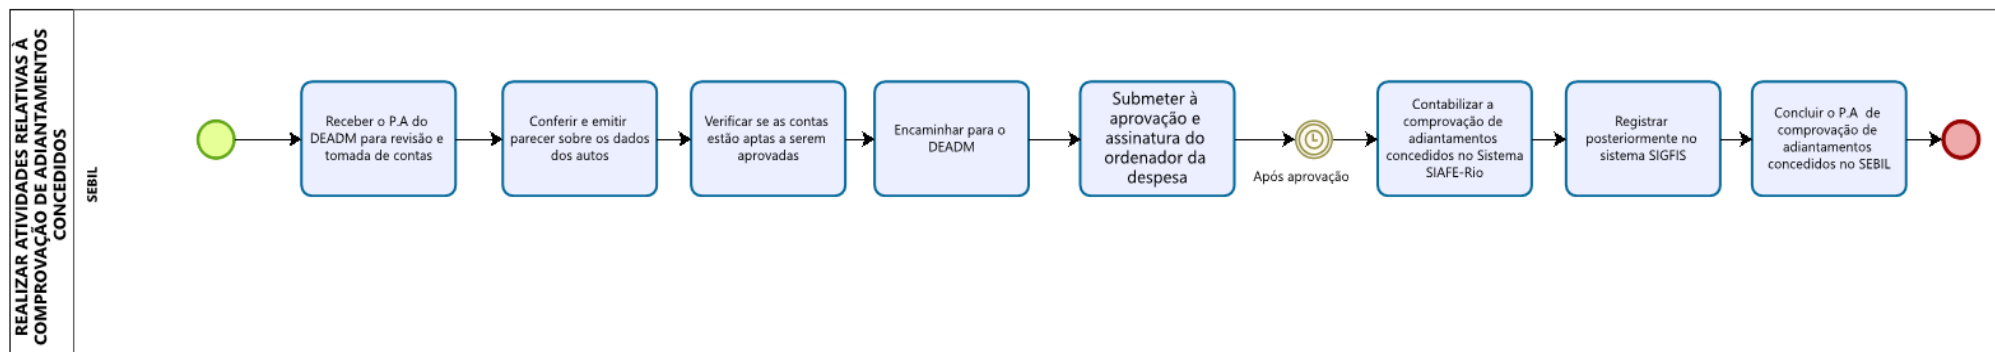 REALIZAR ATIVIDADES RELATIVAS À
COMPROVAÇÃO DE ADIANTAMENTOS
CONCEDIDOS
SEBIL
Receber o P.A do
DEADM para revisão e
tomada de contas
Conferir e emitir
parecer sobre os dados
dos autos
Verificar se as contas
estão aptas a serem
aprovadas
Encaminhar para o
DEADM
Submeter à
aprovação e
assinatura do
ordenador da
despesa
Após aprovação
Contabilizar a
comprovação de
adiantamentos
concedidos no Sistema
SIAFE-Rio
Registrar
posteriormente no
sistema SIGFIS
Concluir o P.A  de
comprovação de
adiantamentos
concedidos no SEBIL